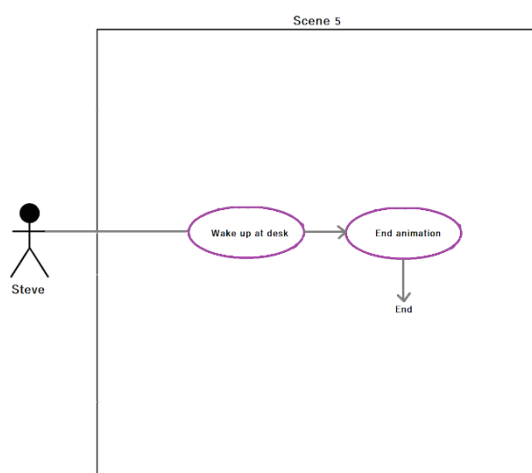 Scene 5
Wake up at desk
End animation
Steve
End